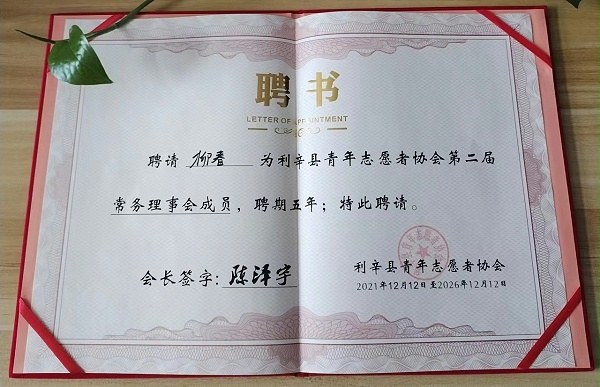 聘书
LETTER OF APPOINTMENT
聘请 柳春 为利辛县青年志愿者协会第二届
常务理事会成员，聘期五年；特此聘请。
会长签字：陈泽宇
利辛县青年志愿者协会
2021年12月12日至2026年12月12日